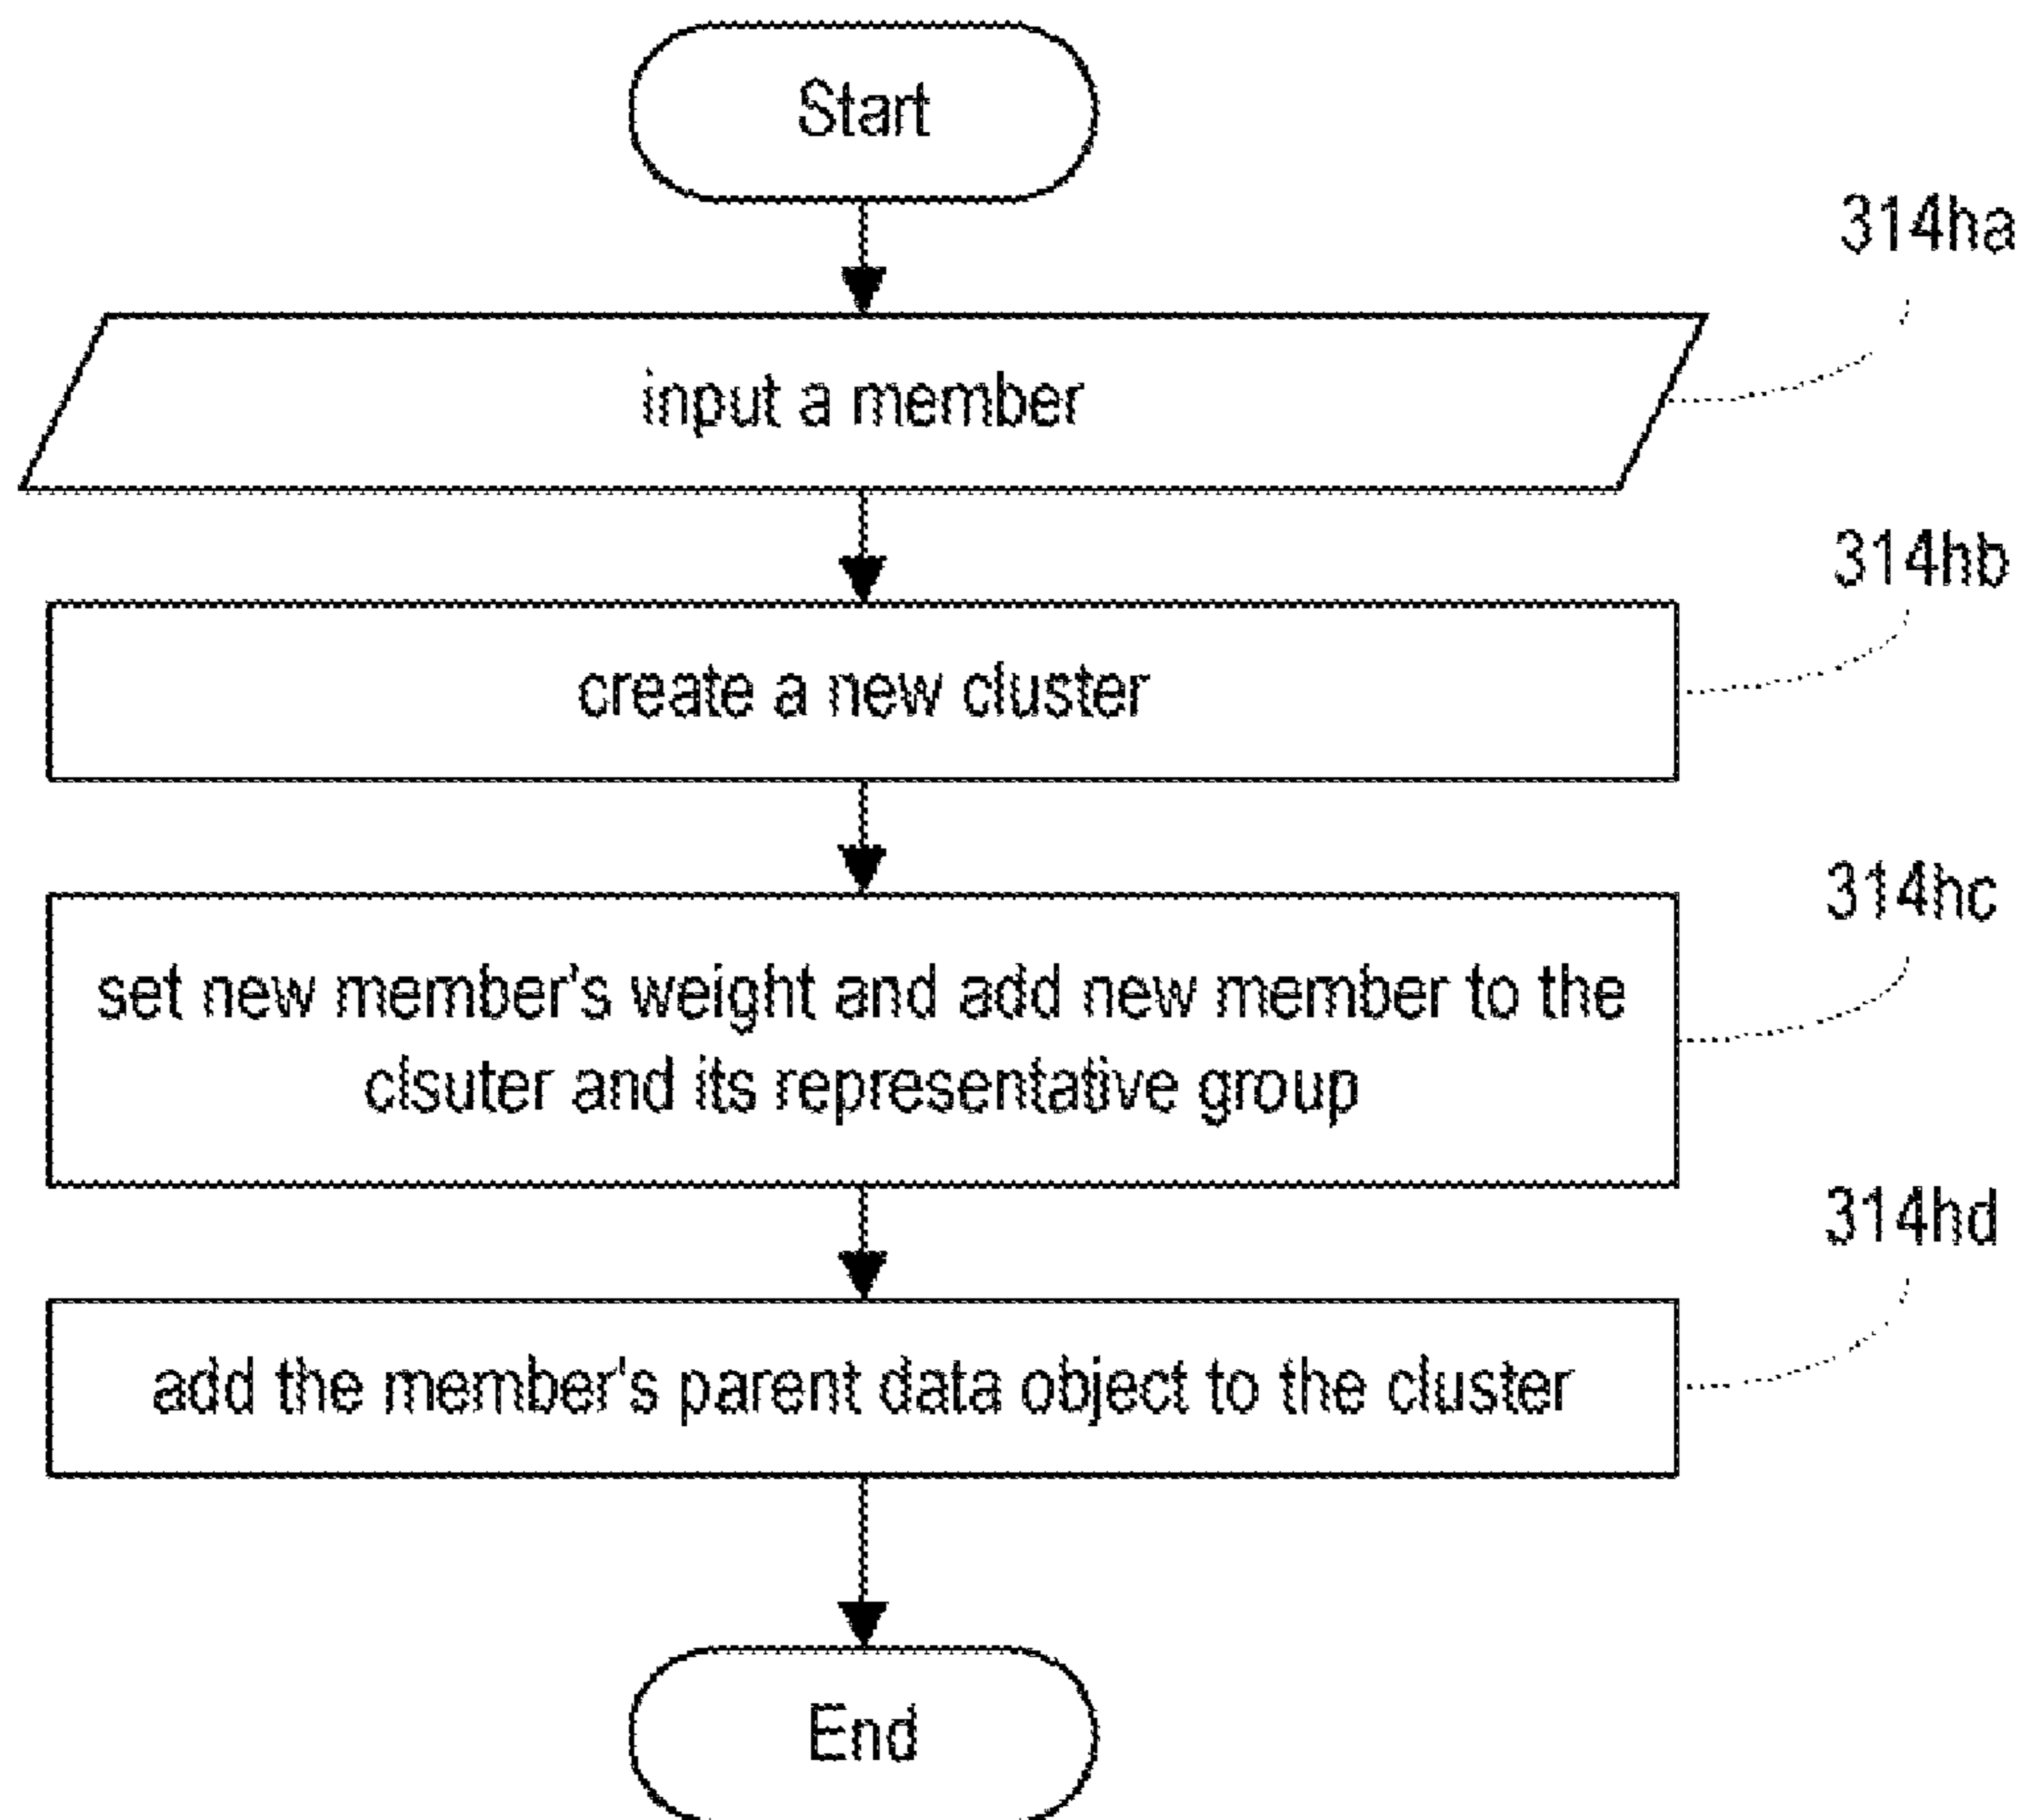 Start
314ha
input a member
314hb
create a new cluster
314hc
set new member's weight and add new member to the
clsuter and its representative group
314hd
add the member's parent data object to the cluster
End